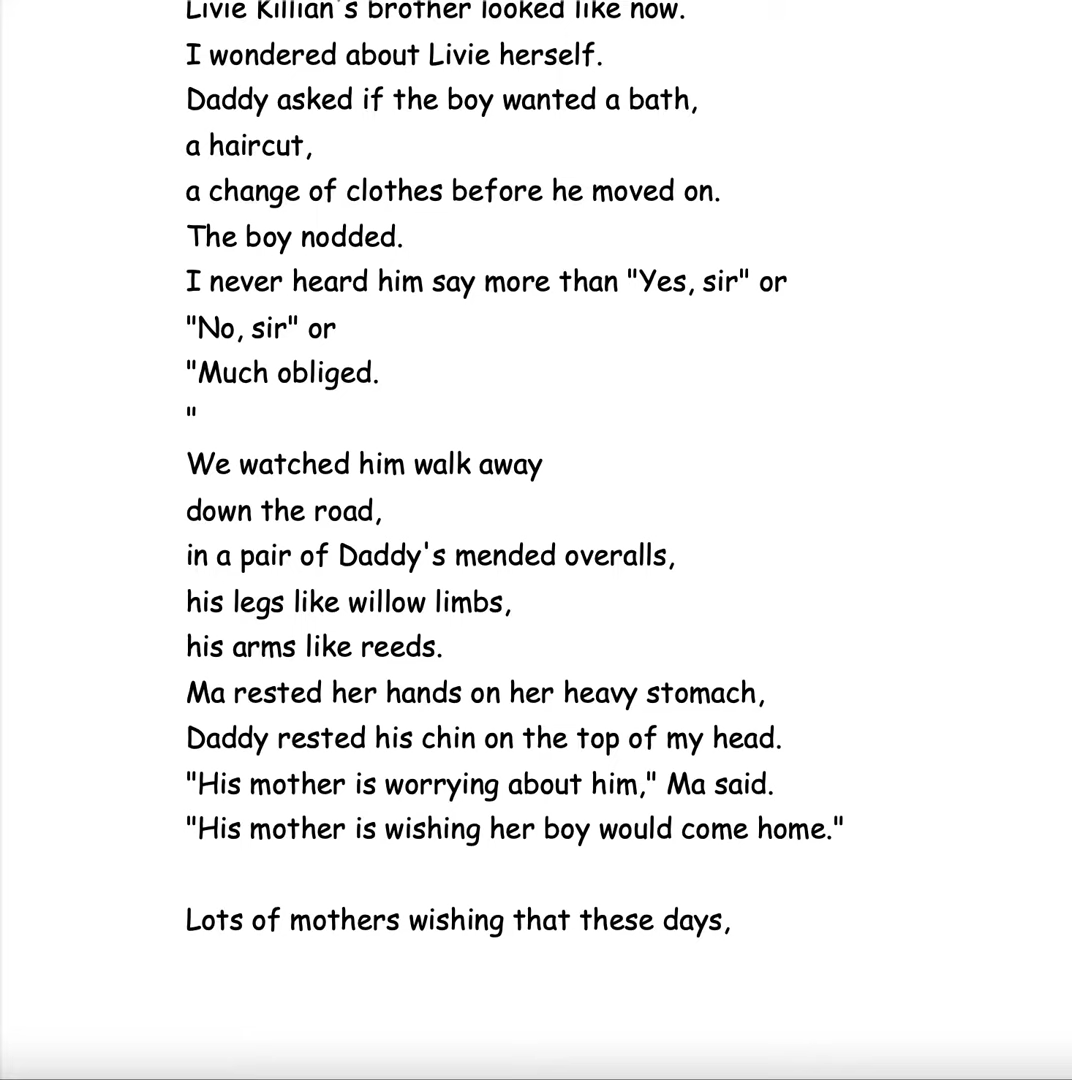 Livie Killian's brother looked like now.
I wondered about Livie herself.
Daddy asked if the boy wanted a bath,
a haircut,
a change of clothes before he moved on.
The boy nodded.
I never heard him say more than "Yes, sir" or
"No, sir" or
"Much obliged.
"
We watched him walk away
down the road,
in a pair of Daddy's mended overalls,
his legs like willow limbs,
his arms like reeds.
Ma rested her hands on her heavy stomach,
Daddy rested his chin on the top of my head.
"His mother is worrying about him," Ma said.
"His mother is wishing her boy would come home."
Lots of mothers wishing that these days,